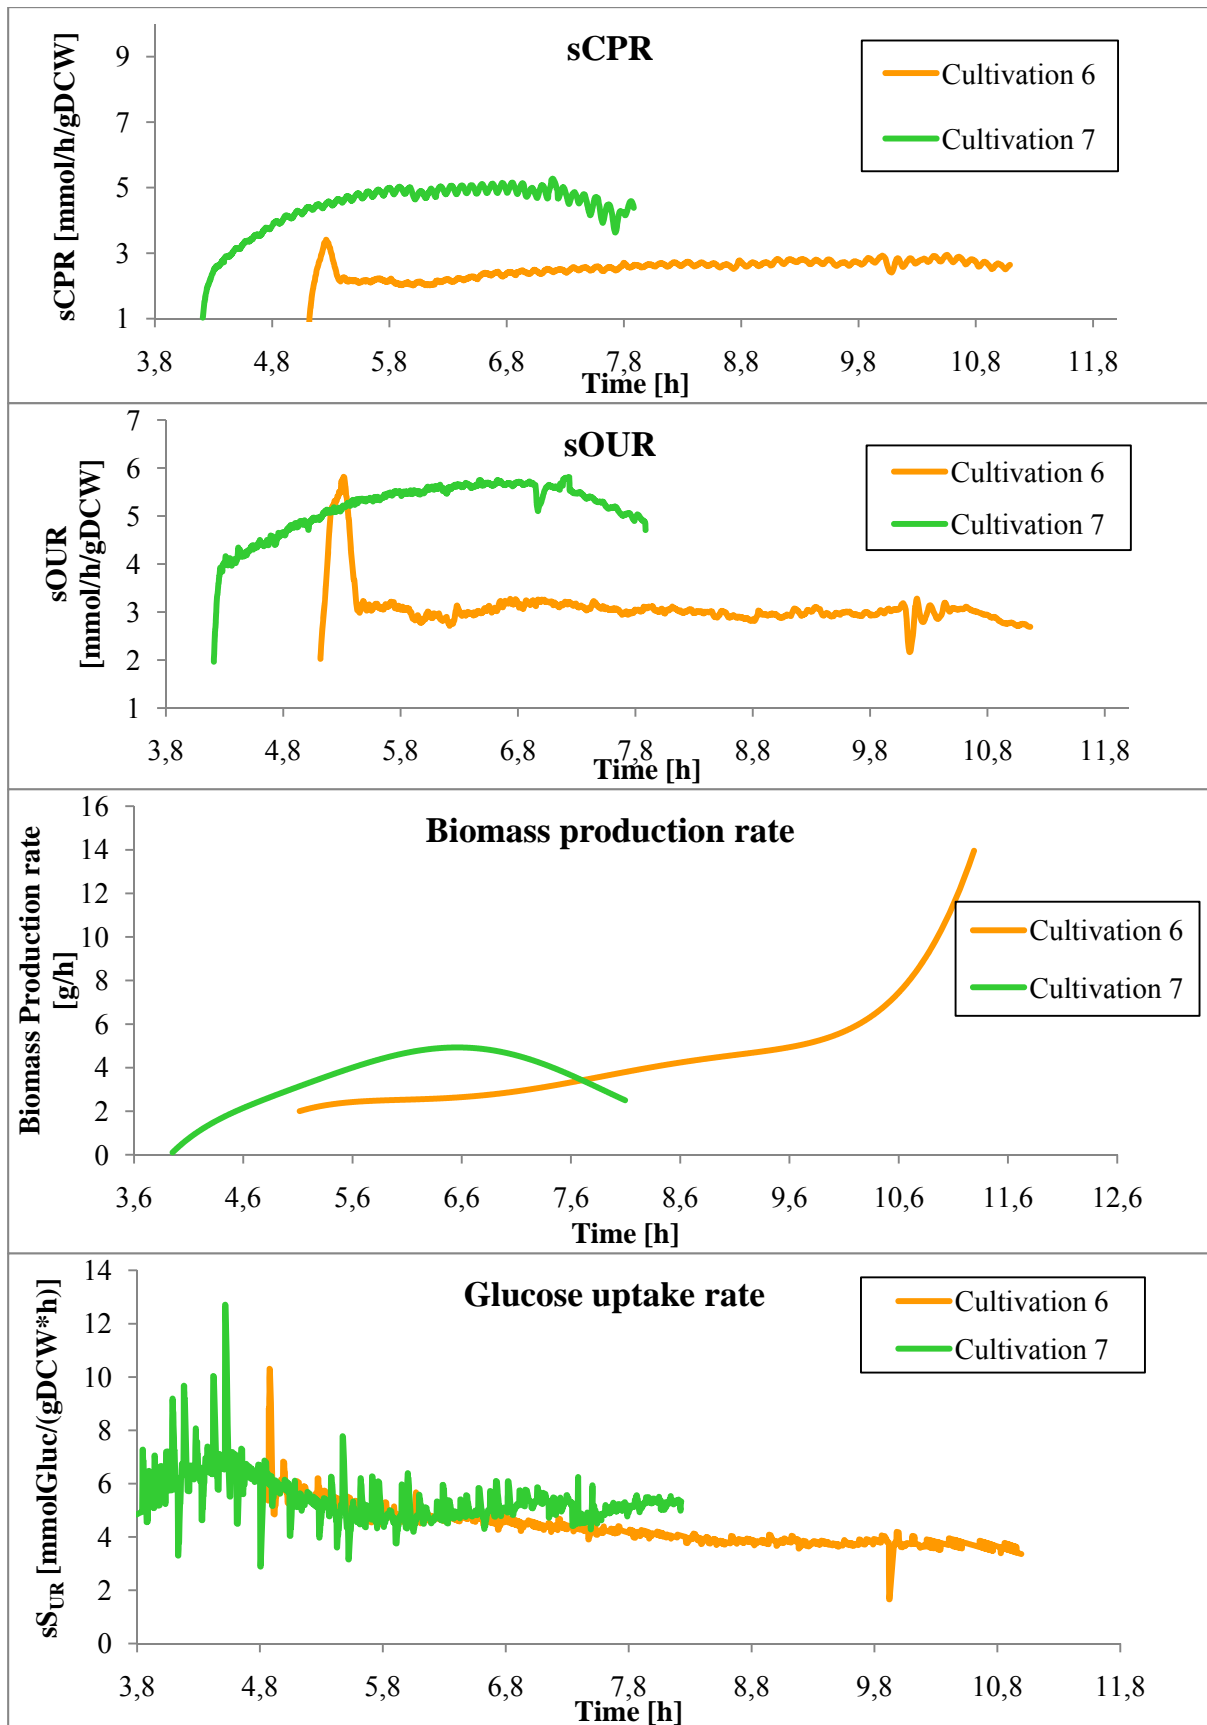 sCPR
sCPR [mmol/h/gDCW]
9
7
5
3
1
Cultivation 6
Cultivation 7
3,8 4,8 5,8 6,8 7,8 8,8 9,8 10,8 11,8
Time [h]
sOUR
sOUR
[mmol/h/gDCW]
7
6
5
4
3
2
1
Cultivation 6
Cultivation 7
3,8 4,8 5,8 6,8 7,8 8,8 9,8 10,8 11,8
Time [h]
Biomass production rate
Biomass Production rate
[g/h]
16
14
12
10
8
6
4
2
0
Cultivation 6
Cultivation 7
3,6 4,6 5,6 6,6 7,6 8,6 9,6 10,6 11,6 12,6
Time [h]
Glucose uptake rate
sSUR [mmolGluc/(gDCW*h)]
14
12
10
8
6
4
2
0
Cultivation 6
Cultivation 7
3,8 4,8 5,8 6,8 7,8 8,8 9,8 10,8 11,8
Time [h]